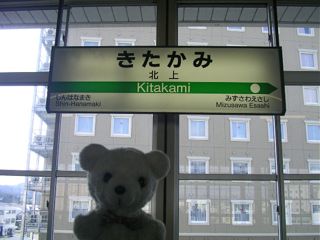 きたかみ
北上
Kitakami
しんはなまき
Shin-Hanamaki
みずさわえさし
Mizusawa Esashi